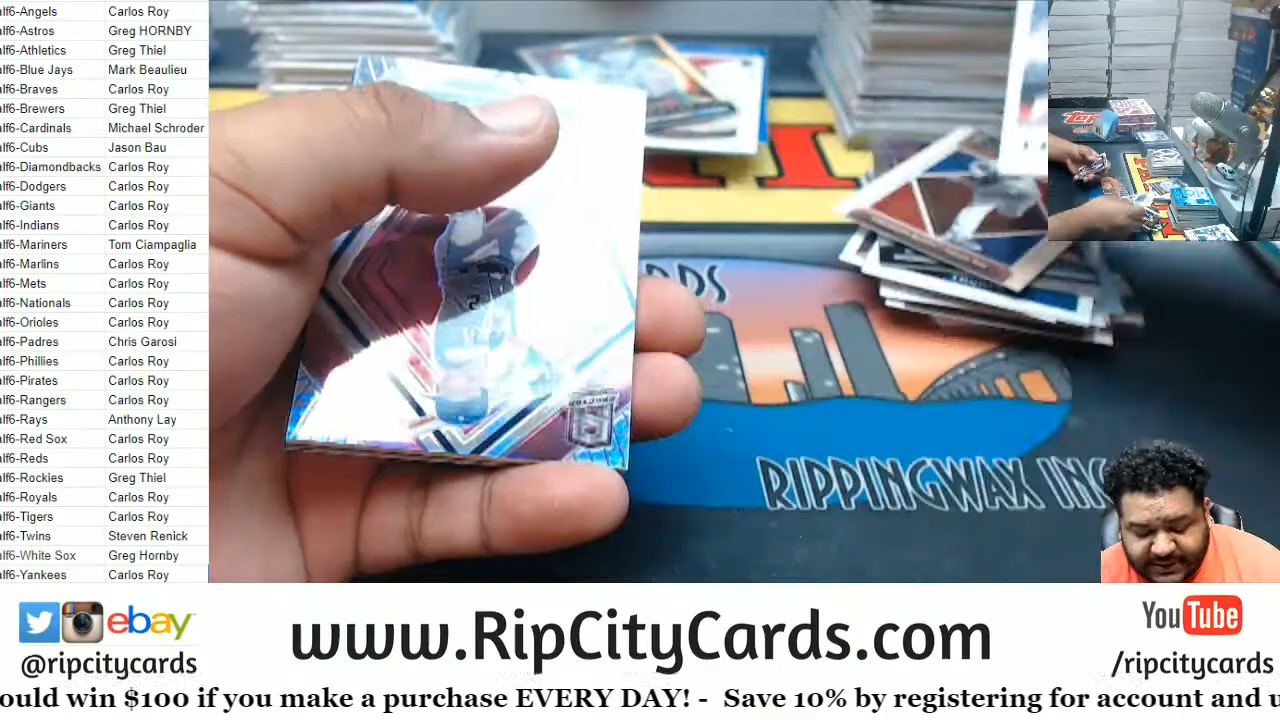 alf6-Angels Carlos Roy
alf6-Astros Greg HORNBY
alf6-Athletics Greg Thiel
alf6-Blue Jays Mark Beaulieu
alf6-Braves Carlos Roy
alf6-Brewers Greg Thiel
alf6-Cardinals Michael Schroder
alf6-Cubs Jason Bau
alf6-Diamondbacks Carlos Roy
alf6-Dodgers Carlos Roy
alf6-Giants Carlos Roy
alf6-Indians Carlos Roy
alf6-Mariners Tom Ciampaglia
alf6-Marlins Carlos Roy
alf6-Mets Carlos Roy
alf6-Nationals Carlos Roy
alf6-Orioles Carlos Roy
alf6-Padres Chris Garosi
alf6-Phillies Carlos Roy
alf6-Pirates Carlos Roy
alf6-Rangers Carlos Roy
alf6-Rays Anthony Lay
alf6-Red Sox Carlos Roy
alf6-Reds Carlos Roy
alf6-Rockies Greg Thiel
alf6-Royals Carlos Roy
alf6-Tigers Carlos Roy
alf6-Twins Steven Renick
alf6-White Sox Greg Hornby
alf6-Yankees Carlos Roy
RDS
RIPPINGWAX INC
ebay
@ripcitycards
www.RipCityCards.com
YouTube
/ripcitycards
ould win $100 if you make a purchase EVERY DAY! - Save 10% by registering for account and u